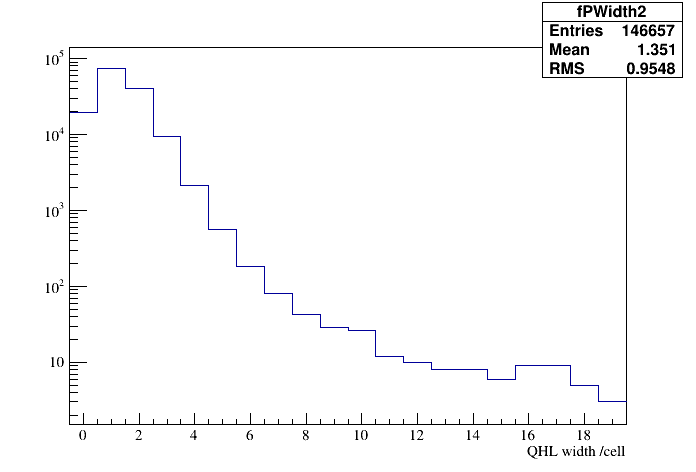 fPWidth2
Entries 146657
Mean 1.351
RMS 0.9548
10^5
10^4
10^3
10^2
10
0 2 4 6 8 10 12 14 16 18
QHL width /cell